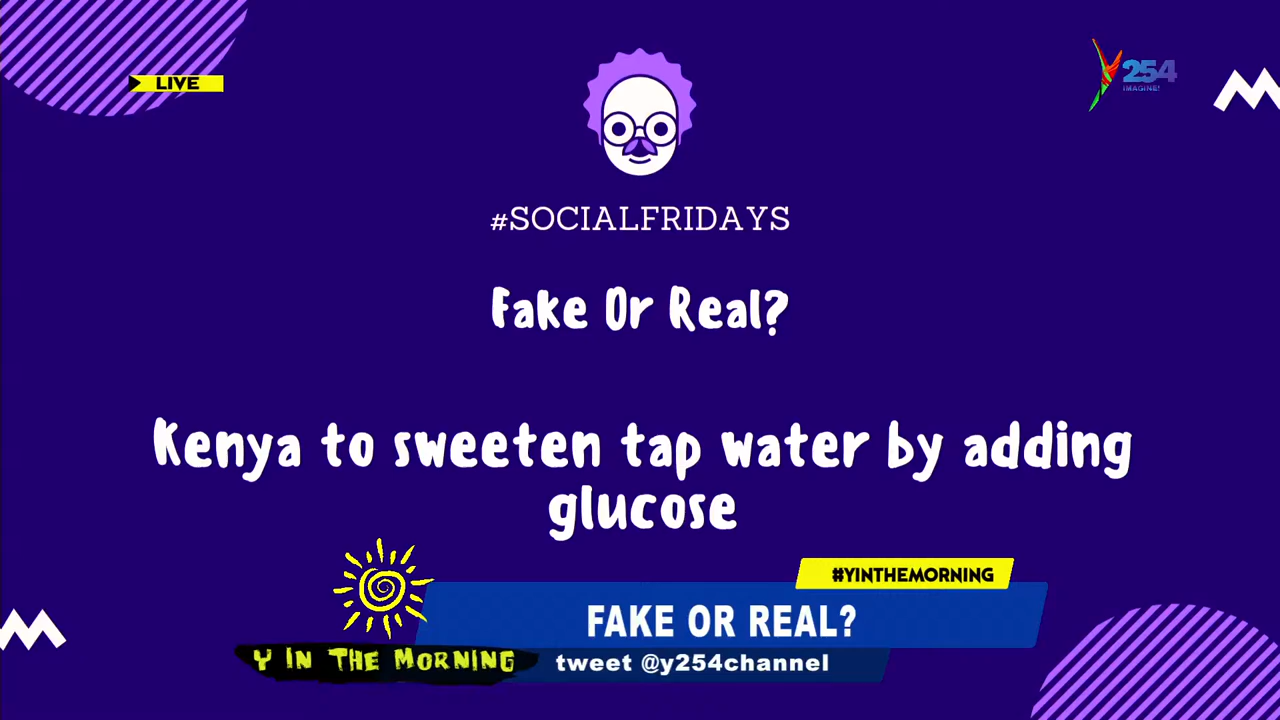 LIVE
254
IMAGINE!
#SOCIALFRIDAYS
Fake Or Real?
Kenya to sweeten tap water by adding
glucose
#YINTHEMORNING
FAKE OR REAL?
Y IN THE MORNING
tweet @y254channel